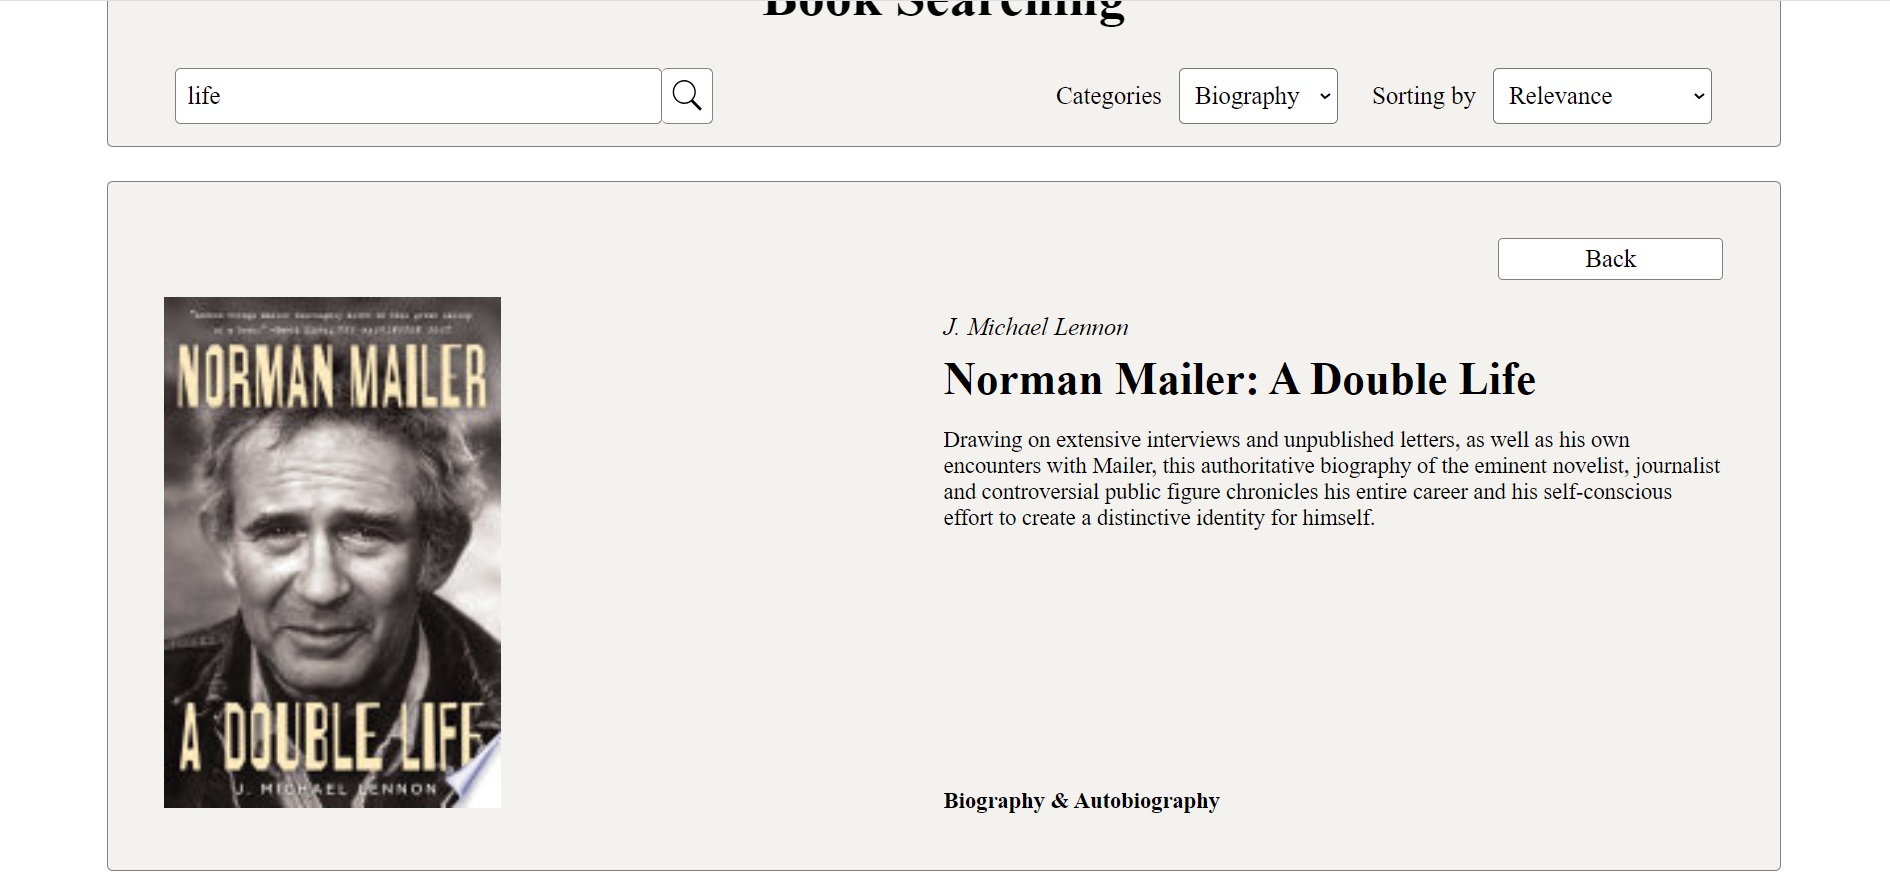 Book Searching
life
Categories
Biography
Sorting by
Relevance
Back
NORMAN MAILER
A DOUBLE LIFE
J. MICHAEL LENNON
J. Michael Lennon
Norman Mailer: A Double Life
Drawing on extensive interviews and unpublished letters, as well as his own
encounters with Mailer, this authoritative biography of the eminent novelist, journalist
and controversial public figure chronicles his entire career and his self-conscious
effort to create a distinctive identity for himself.
Biography & Autobiography